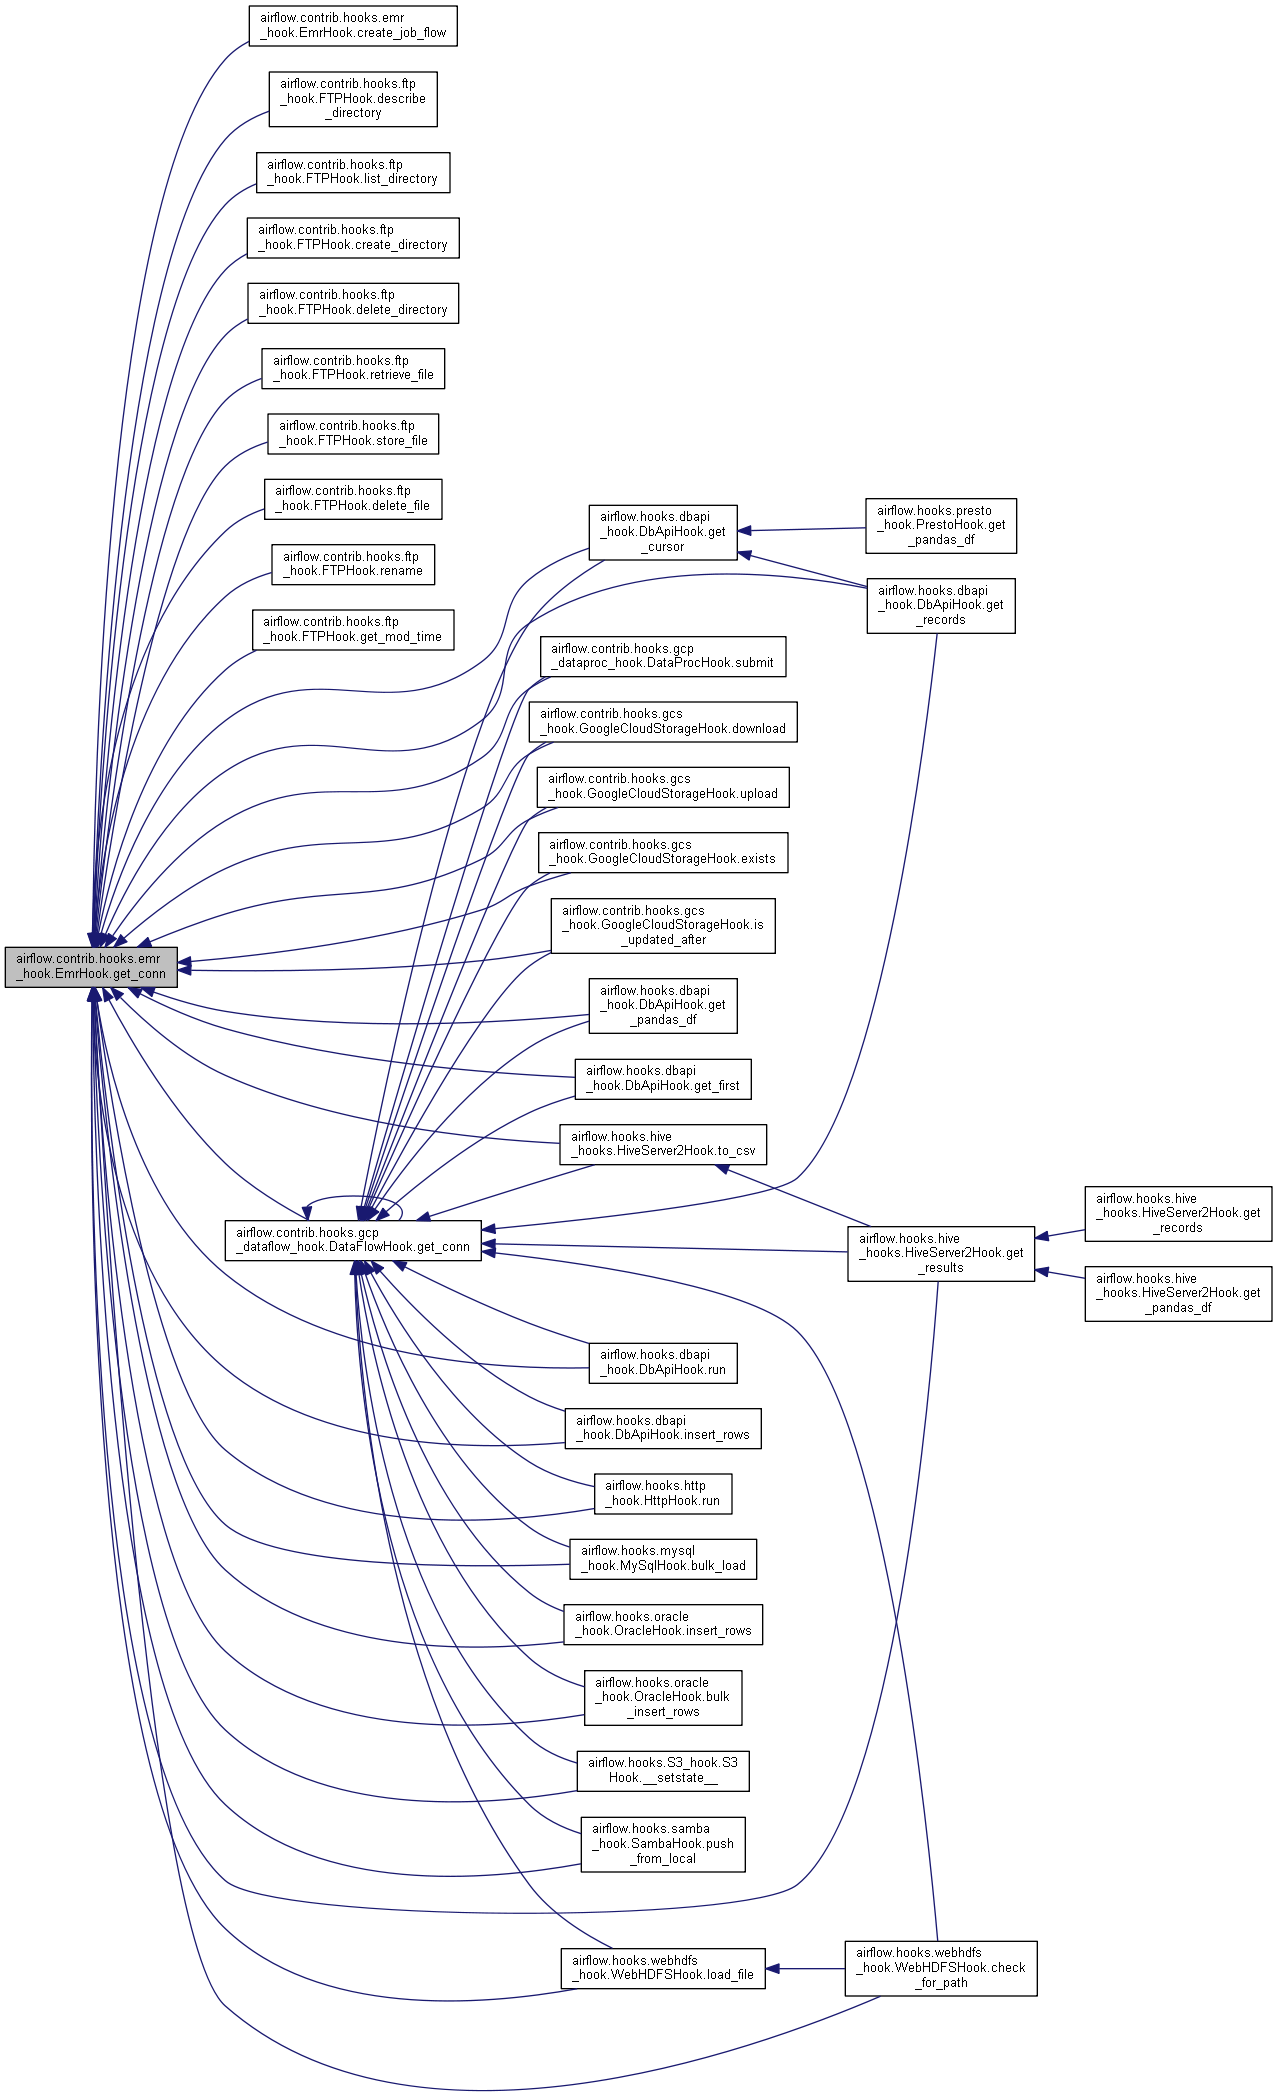 airflow.contrib.hooks.emr
_hook.EmrHook.create_job_flow
airflow.contrib.hooks.ftp
_hook.FTPHook.describe
_directory
airflow.contrib.hooks.ftp
_hook.FTPHook.list_directory
airflow.contrib.hooks.ftp
_hook.FTPHook.create_directory
airflow.contrib.hooks.ftp
_hook.FTPHook.delete_directory
airflow.contrib.hooks.ftp
_hook.FTPHook.retrieve_file
airflow.contrib.hooks.ftp
_hook.FTPHook.store_file
airflow.contrib.hooks.ftp
_hook.FTPHook.delete_file
airflow.contrib.hooks.ftp
_hook.FTPHook.rename
airflow.contrib.hooks.ftp
_hook.FTPHook.get_mod_time
airflow.hooks.dbapi
_hook.DbApiHook.get
_cursor
airflow.hooks.presto
_hook.PrestoHook.get
_pandas_df
airflow.hooks.dbapi
_hook.DbApiHook.get
_records
airflow.contrib.hooks.gcp
_dataproc_hook.DataProcHook.submit
airflow.contrib.hooks.gcs
_hook.GoogleCloudStorageHook.download
airflow.contrib.hooks.gcs
_hook.GoogleCloudStorageHook.upload
airflow.contrib.hooks.gcs
_hook.GoogleCloudStorageHook.exists
airflow.contrib.hooks.gcs
_hook.GoogleCloudStorageHook.is
_updated_after
airflow.contrib.hooks.emr
_hook.EmrHook.get_conn
airflow.hooks.dbapi
_hook.DbApiHook.get
_pandas_df
airflow.hooks.dbapi
_hook.DbApiHook.get_first
airflow.hooks.hive
_hooks.HiveServer2Hook.to_csv
airflow.contrib.hooks.gcp
_dataflow_hook.DataFlowHook.get_conn
airflow.hooks.hive
_hooks.HiveServer2Hook.get
_results
airflow.hooks.hive
_hooks.HiveServer2Hook.get
_records
airflow.hooks.hive
_hooks.HiveServer2Hook.get
_pandas_df
airflow.hooks.dbapi
_hook.DbApiHook.run
airflow.hooks.dbapi
_hook.DbApiHook.insert_rows
airflow.hooks.http
_hook.HttpHook.run
airflow.hooks.mysql
_hook.MySqlHook.bulk_load
airflow.hooks.oracle
_hook.OracleHook.insert_rows
airflow.hooks.oracle
_hook.OracleHook.bulk
_insert_rows
airflow.hooks.S3_hook.S3
Hook.__setstate__
airflow.hooks.samba
_hook.SambaHook.push
_from_local
airflow.hooks.webhdfs
_hook.WebHDFSHook.load_file
airflow.hooks.webhdfs
_hook.WebHDFSHook.check
_for_path